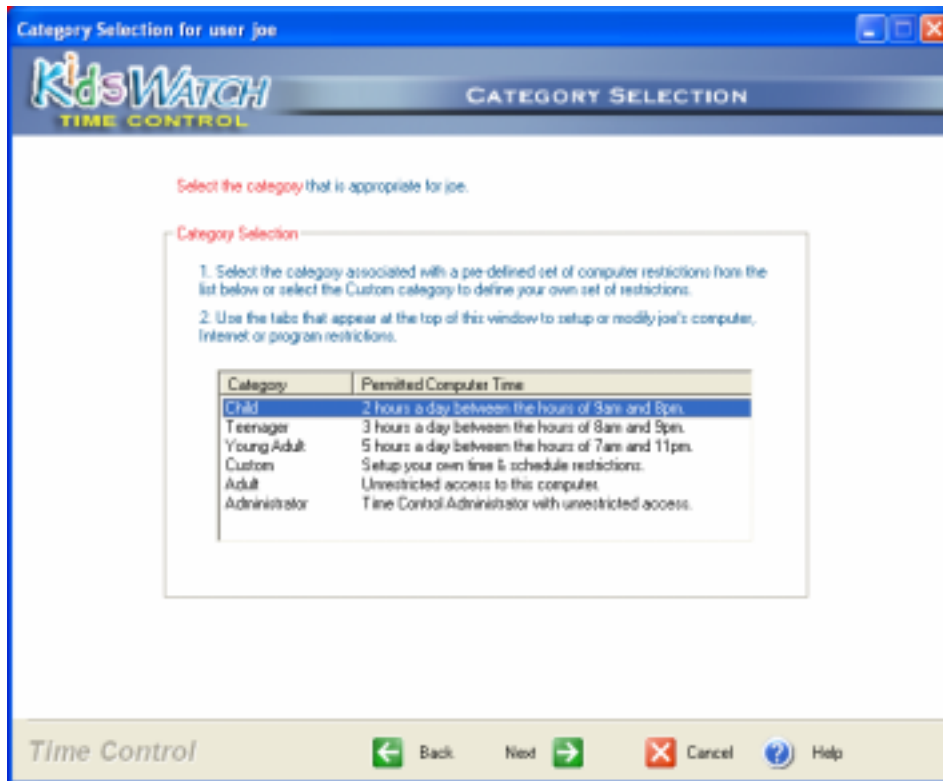 Category Selection for user joe
KidsWatch
TIME CONTROL
CATEGORY SELECTION
Select the category that is appropriate for joe.
Category Selection
1. Select the category associated with a pre-defined set of computer restrictions from the
list below or select the Custom category to define your own set of restrictions.
2. Use the tabs that appear at the top of this window to setup or modify joe's computer,
Internet or program restrictions.
Category Permitted Computer Time
Child 2 hours a day between the hours of 9am and 8pm.
Teenager 3 hours a day between the hours of 8am and 9pm.
Young Adult 5 hours a day between the hours of 7am and 11pm.
Custom Setup your own time & schedule restrictions.
Adult Unrestricted access to this computer.
Administrator Time Control Administrator with unrestricted access.
Time Control Back Next Cancel Help